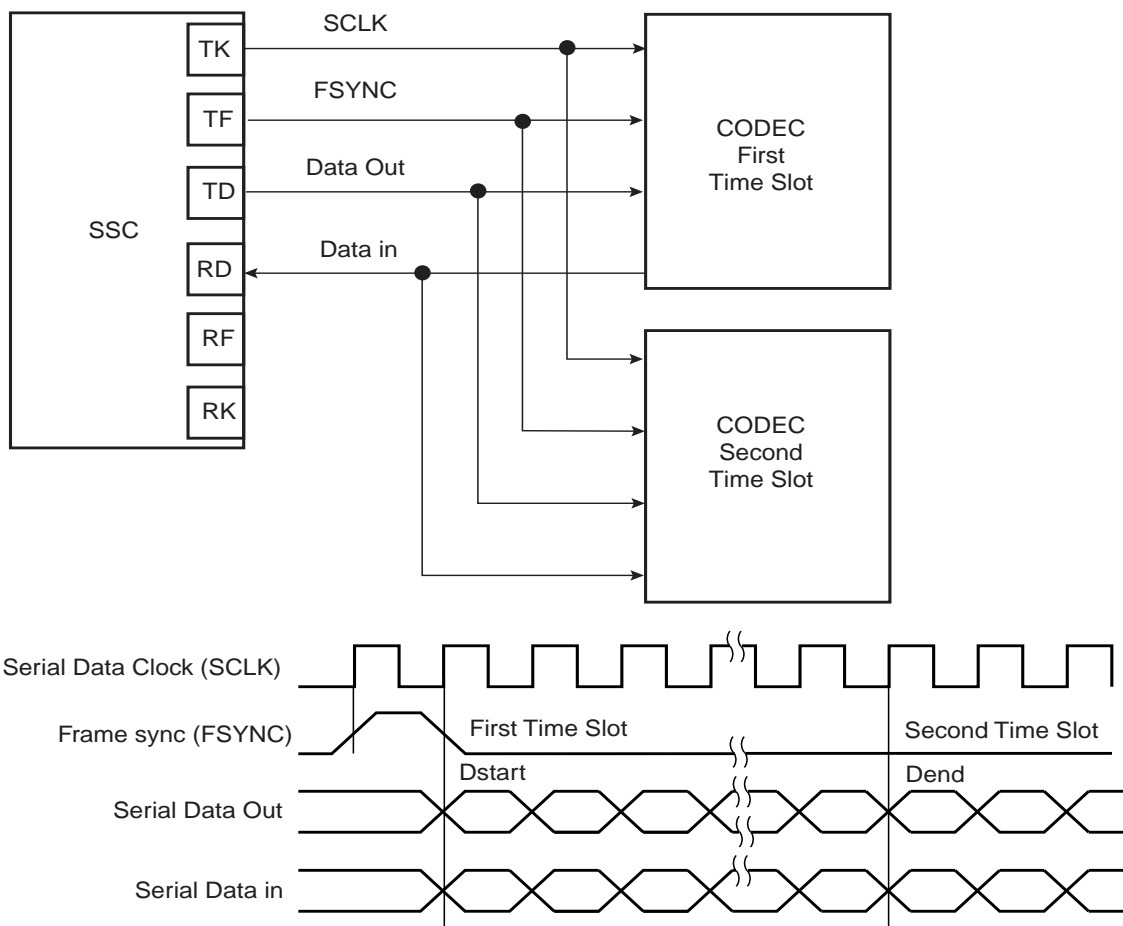 SCLK
TK
FSYNC
TF
CODEC
First
Time Slot
Data Out
TD
SSC
Data in
RD
RF
RK
CODEC
Second
Time Slot
Serial Data Clock (SCLK)
Frame sync (FSYNC)
First Time Slot
Second Time Slot
Dstart
Dend
Serial Data Out
Serial Data in